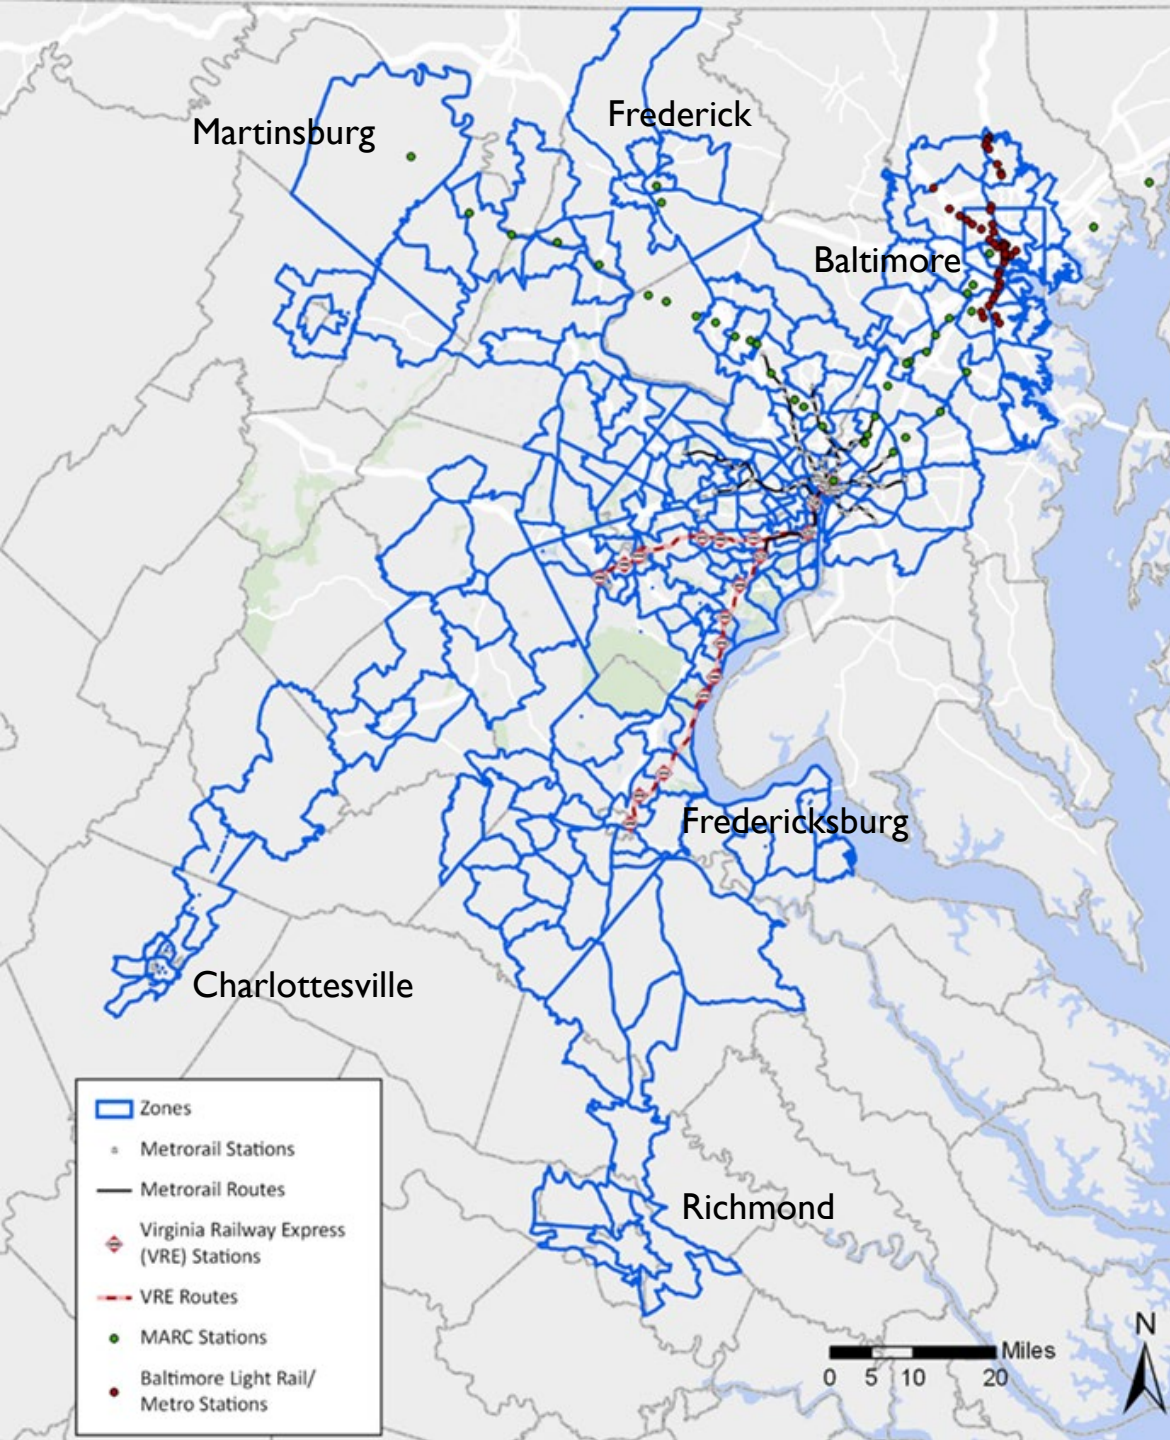 Frederick
Martinsburg
Baltimore
Fredericksburg
Charlottesville
Richmond
Zones
Metrorail Stations
Metrorail Routes
Virginia Railway Express
(VRE) Stations
VRE Routes
MARC Stations
Baltimore Light Rail/
Metro Stations
N
Miles
0 5 10 20